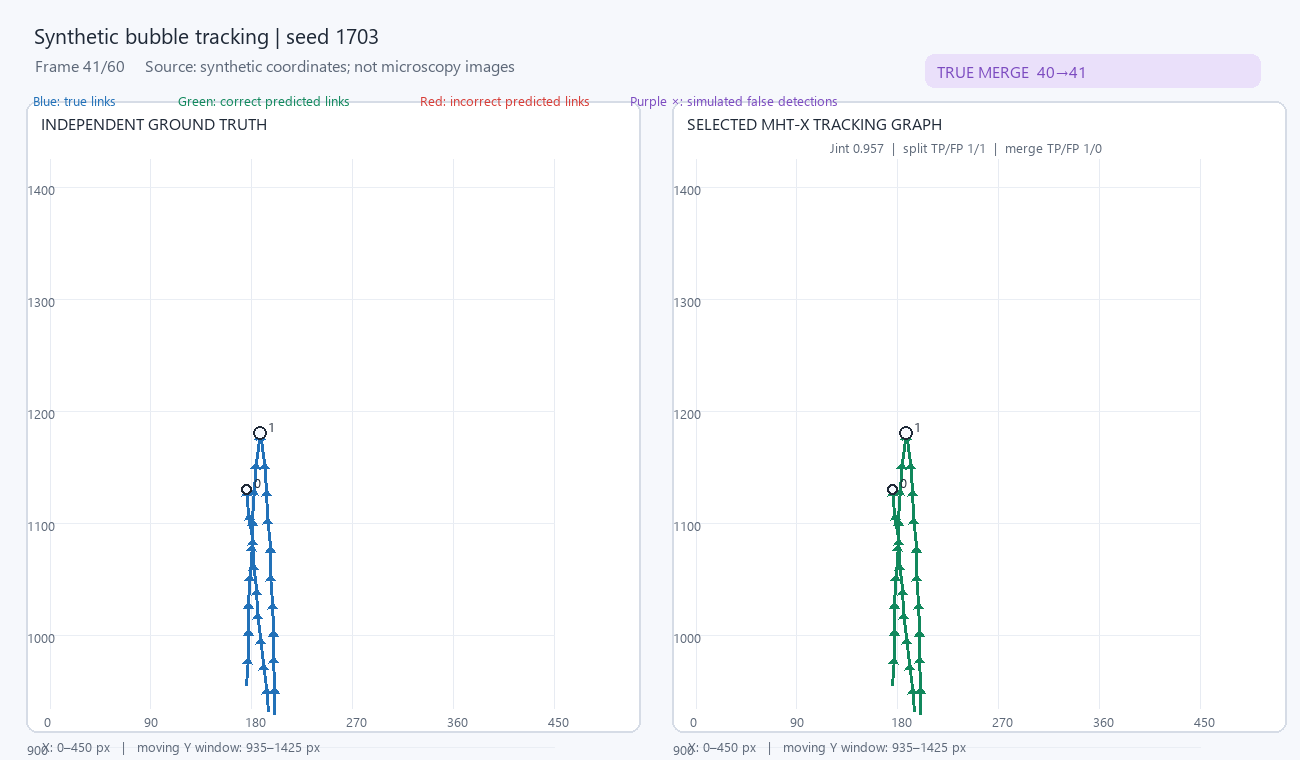 Synthetic bubble tracking | seed 1703
Frame 41/60 Source: synthetic coordinates; not microscopy images
TRUE MERGE 40→41
Blue: true links Green: correct predicted links Red: incorrect predicted links Purple ×: simulated false detections
INDEPENDENT GROUND TRUTH
1400
1300
1200
1100
1000
900
1
0
0 90 180 270 360 450
X: 0–450 px | moving Y window: 935–1425 px
SELECTED MHT-X TRACKING GRAPH
Jint 0.957 | split TP/FP 1/1 | merge TP/FP 1/0
1400
1300
1200
1100
1000
900
1
0
0 90 180 270 360 450
X: 0–450 px | moving Y window: 935–1425 px